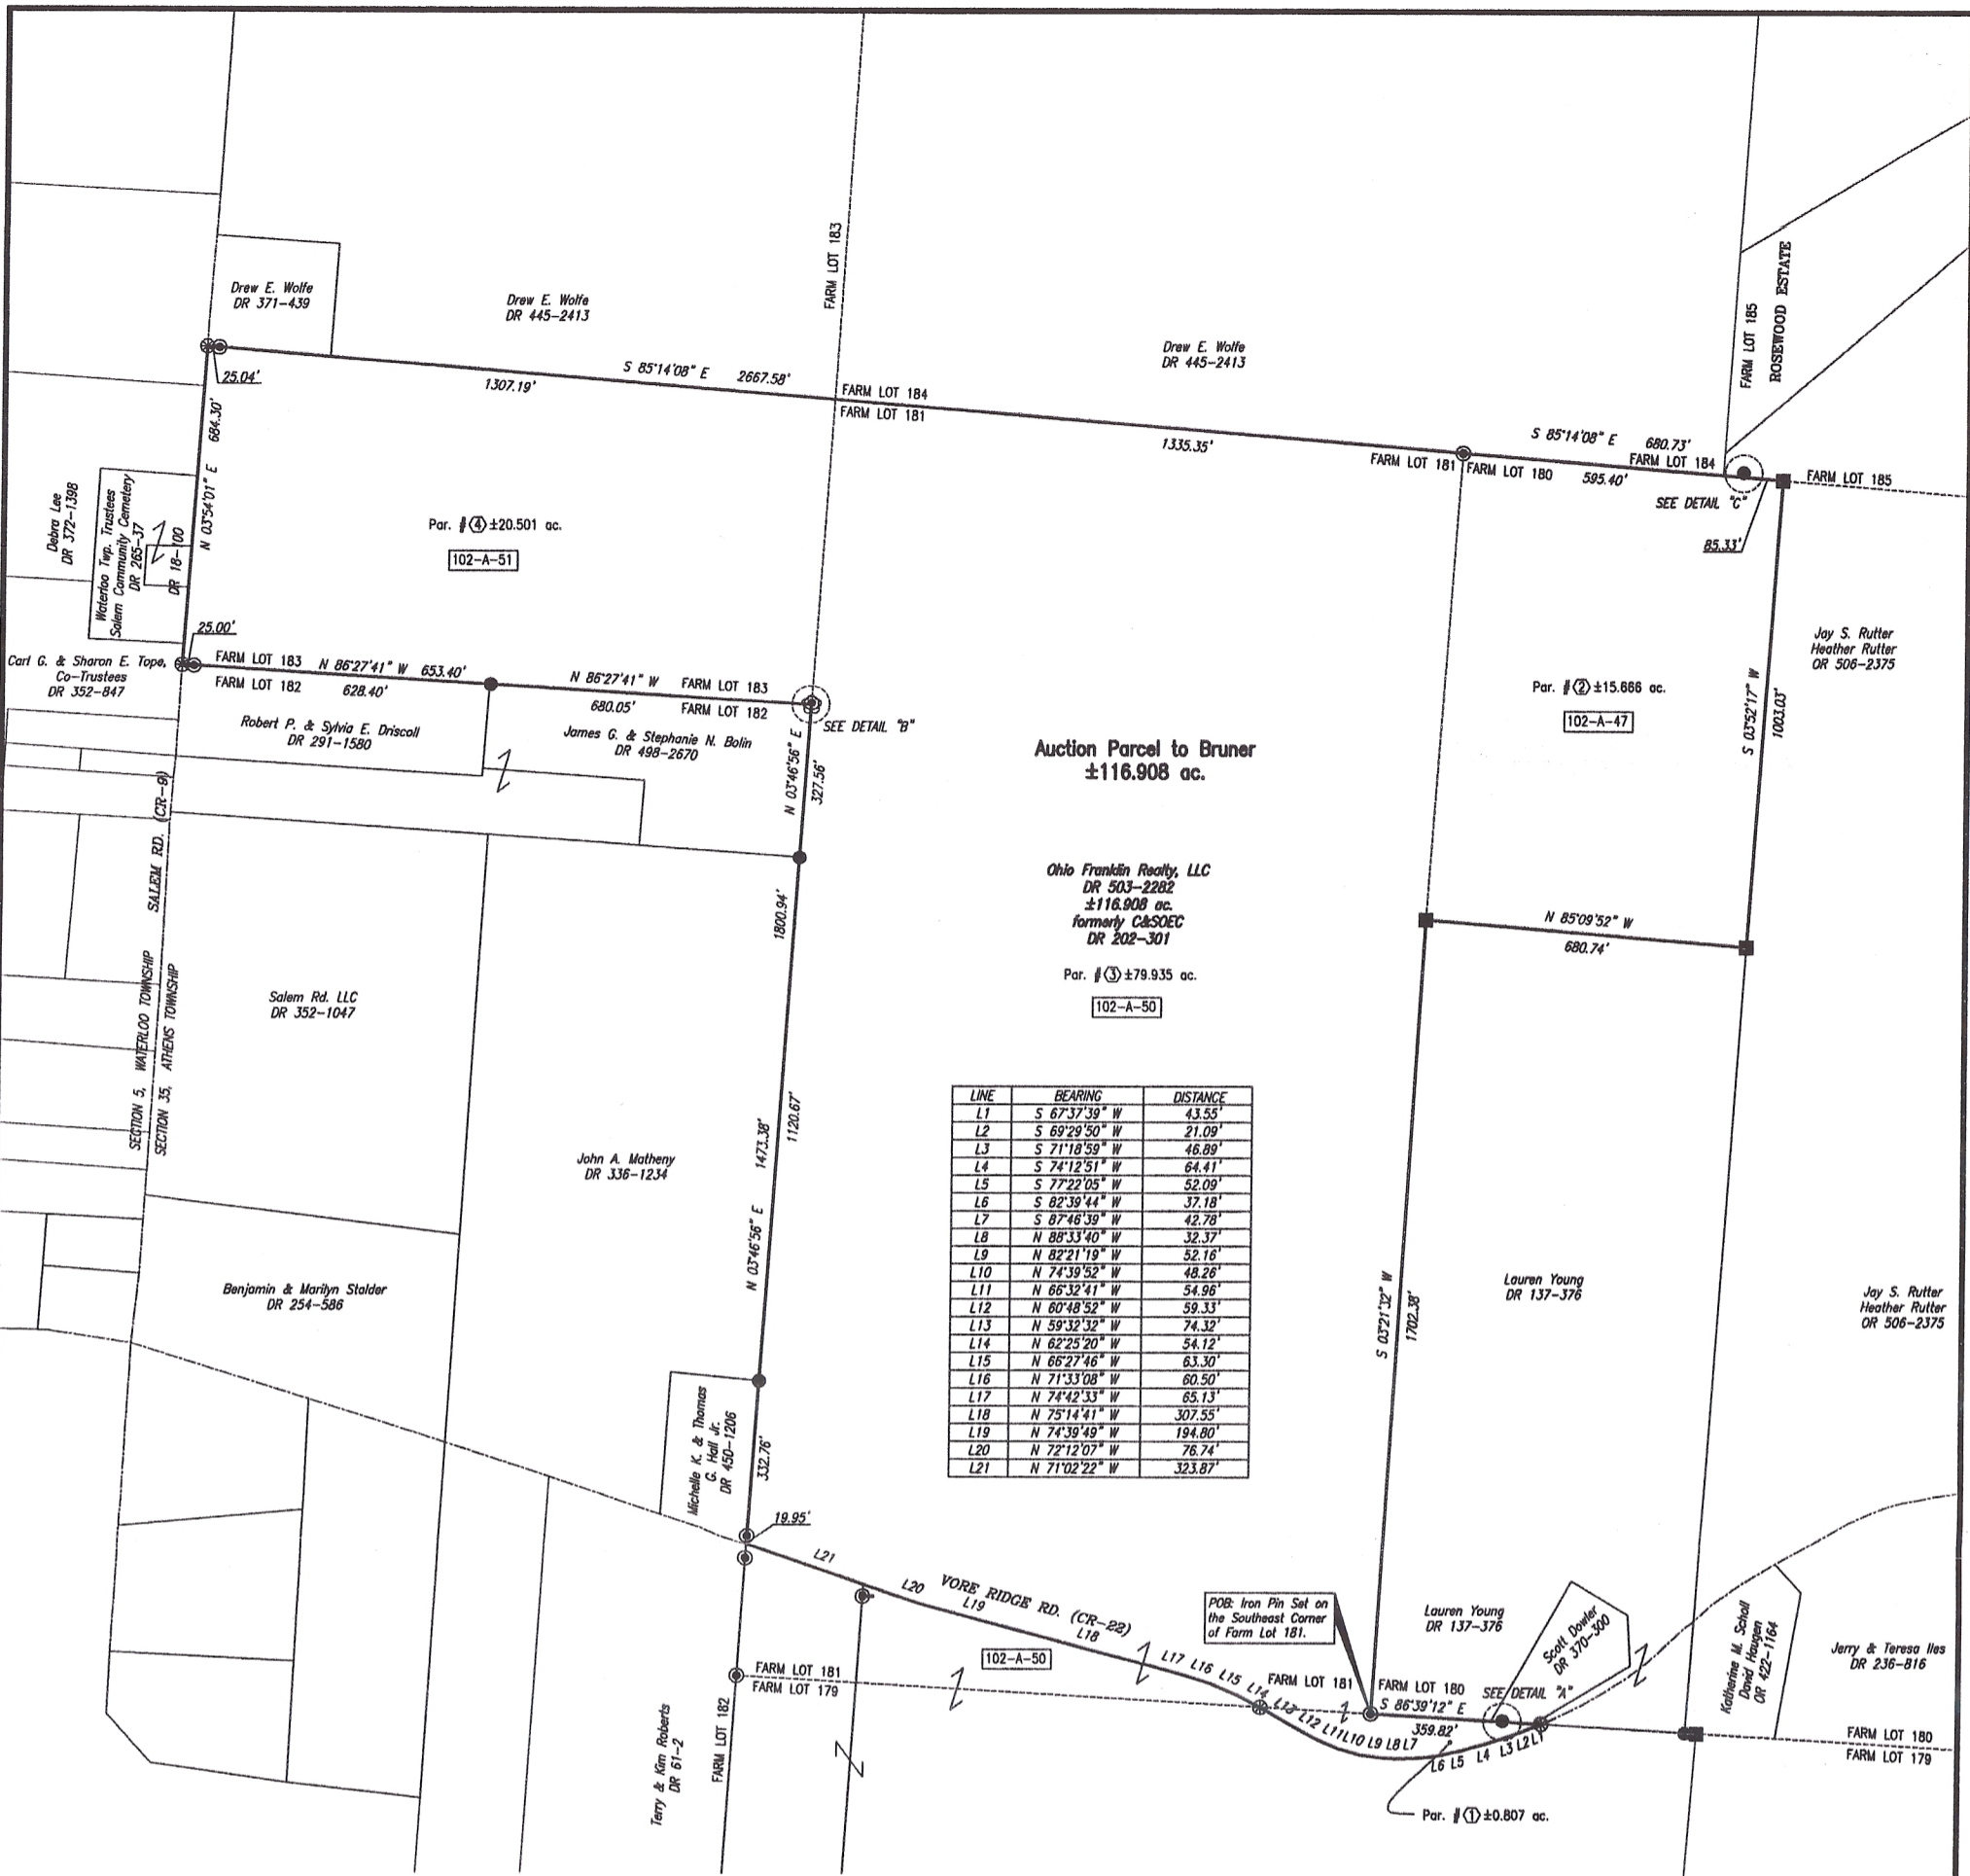 FARM LOT 183
FARM LOT 185
ROSEWOOD ESTATE
Drew E. Wolfe
DR 371-439
Drew E. Wolfe
DR 445-2413
Drew E. Wolfe
DR 445-2413
25.04'
1307.19'
S 85°14'08" E 2667.58'
FARM LOT 184
FARM LOT 181
1335.35'
S 85°14'08" E 680.73'
FARM LOT 181
FARM LOT 180
595.40'
FARM LOT 184
FARM LOT 185
SEE DETAIL "C"
85.33'
N 03°54'01" E 684.30'
Debra Lee
DR 372-1398
Waterloo Twp. Trustees
Salem Community Cemetery
DR 265-37
DR 18-100
Par. #④ ±20.501 ac.
102-A-51
25.00'
Carl G. & Sharon E. Tope,
Co-Trustees
DR 352-847
FARM LOT 183 N 86°27'41" W 653.40'
FARM LOT 182 628.40'
N 86°27'41" W FARM LOT 183
680.05' FARM LOT 182
SEE DETAIL "B"
Robert P. & Sylvia E. Driscoll
DR 291-1580
James G. & Stephanie N. Bolin
DR 498-2670
N 03°46'56" E
327.56'
Auction Parcel to Bruner
±116.908 ac.
Par. #② ±15.666 ac.
102-A-47
S 03°52'17" W
1003.03'
Jay S. Rutter
Heather Rutter
OR 506-2375
SALEM RD. (CR-9)
SECTION 5, WATERLOO TOWNSHIP
SECTION 35, ATHENS TOWNSHIP
1800.94'
Ohio Franklin Realty, LLC
DR 503-2282
±116.908 ac.
formerly C&SOEC
DR 202-301
Par. #③ ±79.935 ac.
102-A-50
N 85°09'52" W
680.74'
Salem Rd. LLC
DR 352-1047
John A. Matheny
DR 336-1234
N 03°46'56" E 1473.38'
1120.67'
LINE BEARING DISTANCE
L1 S 67°37'39" W 43.55'
L2 S 69°29'50" W 21.09'
L3 S 71°18'59" W 46.89'
L4 S 74°12'51" W 64.41'
L5 S 77°22'05" W 52.09'
L6 S 82°39'44" W 37.18'
L7 S 87°46'39" W 42.78'
L8 N 88°33'40" W 32.37'
L9 N 82°21'19" W 52.16'
L10 N 74°39'52" W 48.26'
L11 N 66°32'41" W 54.96'
L12 N 60°48'52" W 59.33'
L13 N 59°32'32" W 74.32'
L14 N 62°25'20" W 54.12'
L15 N 66°27'46" W 63.30'
L16 N 71°33'08" W 60.50'
L17 N 74°42'33" W 65.13'
L18 N 75°14'41" W 307.55'
L19 N 74°39'49" W 194.80'
L20 N 72°12'07" W 76.74'
L21 N 71°02'22" W 323.87'
Benjamin & Marilyn Stalder
DR 254-586
S 03°21'32" W
1702.38'
Lauren Young
DR 137-376
Jay S. Rutter
Heather Rutter
OR 506-2375
Michelle K. & Thomas
G. Hall Jr.
DR 450-1206
332.76'
19.95'
L21
L20
L19
VORE RIDGE RD. (CR-22)
L18
L17 L16 L15 L14 L13 L12 L11 L10 L9 L8 L7
L6 L5 L4 L3 L2 L1
102-A-50
POB: Iron Pin Set on
the Southeast Corner
of Farm Lot 181.
Lauren Young
DR 137-376
Scott Dowler
DR 370-300
Katherine M. Scholl
David Haugen
OR 422-1164
Jerry & Teresa Iles
DR 236-816
FARM LOT 181
FARM LOT 179
FARM LOT 182
Terry & Kim Roberts
DR 61-2
FARM LOT 181
FARM LOT 180
S 86°39'12" E
359.82'
SEE DETAIL "A"
FARM LOT 180
FARM LOT 179
Par. #① ±0.807 ac.